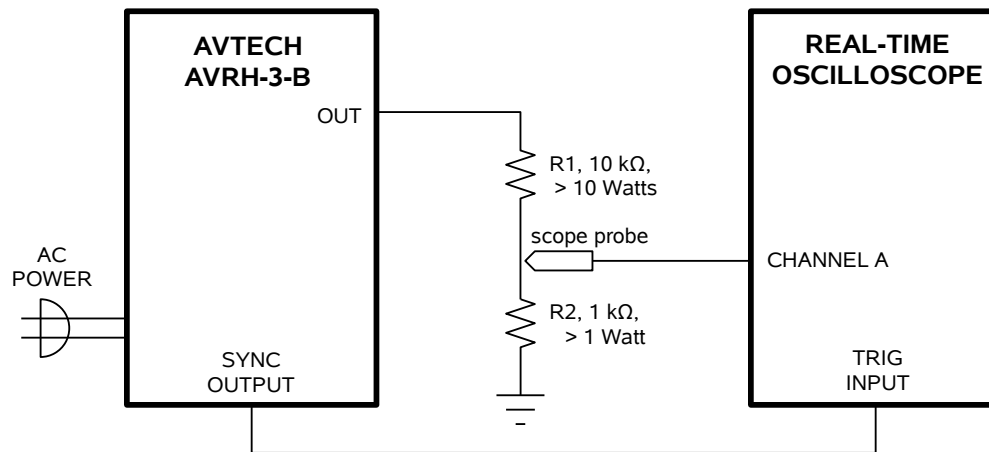 AVTECH
AVRH-3-B
OUT
REAL-TIME
OSCILLOSCOPE
R1, 10 kΩ,
> 10 Watts
scope probe
CHANNEL A
AC
POWER
R2, 1 kΩ,
> 1 Watt
SYNC
OUTPUT
TRIG
INPUT